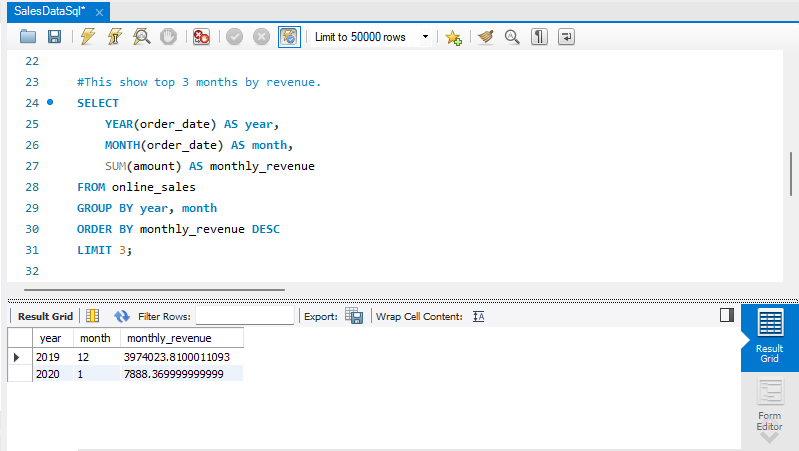 SalesDataSql*
Limit to 50000 rows
22
23 #This show top 3 months by revenue.
24 SELECT
25 YEAR(order_date) AS year,
26 MONTH(order_date) AS month,
27 SUM(amount) AS monthly_revenue
28 FROM online_sales
29 GROUP BY year, month
30 ORDER BY monthly_revenue DESC
31 LIMIT 3;
32
Result Grid Filter Rows: Export: Wrap Cell Content:
year month monthly_revenue
2019 12 3974023.8100011093
2020 1 7888.369999999999
Result
Grid
Form
Editor